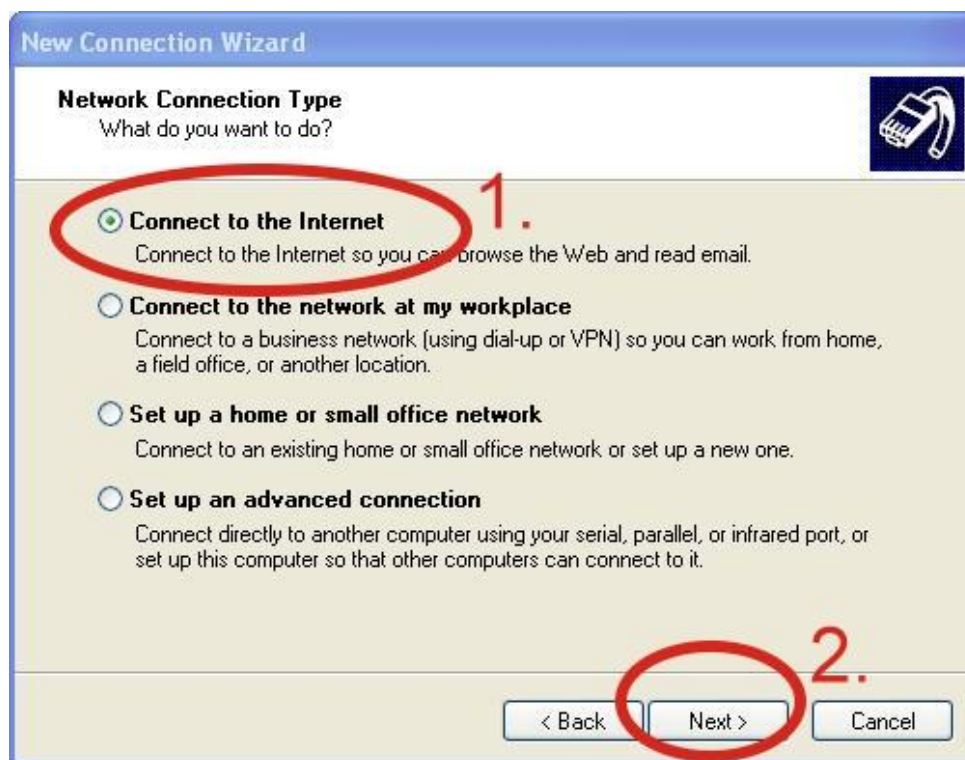 New Connection Wizard
Network Connection Type
What do you want to do?
1.
Connect to the Internet
Connect to the Internet so you can browse the Web and read email.
Connect to the network at my workplace
Connect to a business network (using dial-up or VPN) so you can work from home,
a field office, or another location.
Set up a home or small office network
Connect to an existing home or small office network or set up a new one.
Set up an advanced connection
Connect directly to another computer using your serial, parallel, or infrared port, or
set up this computer so that other computers can connect to it.
2.
< Back Next > Cancel